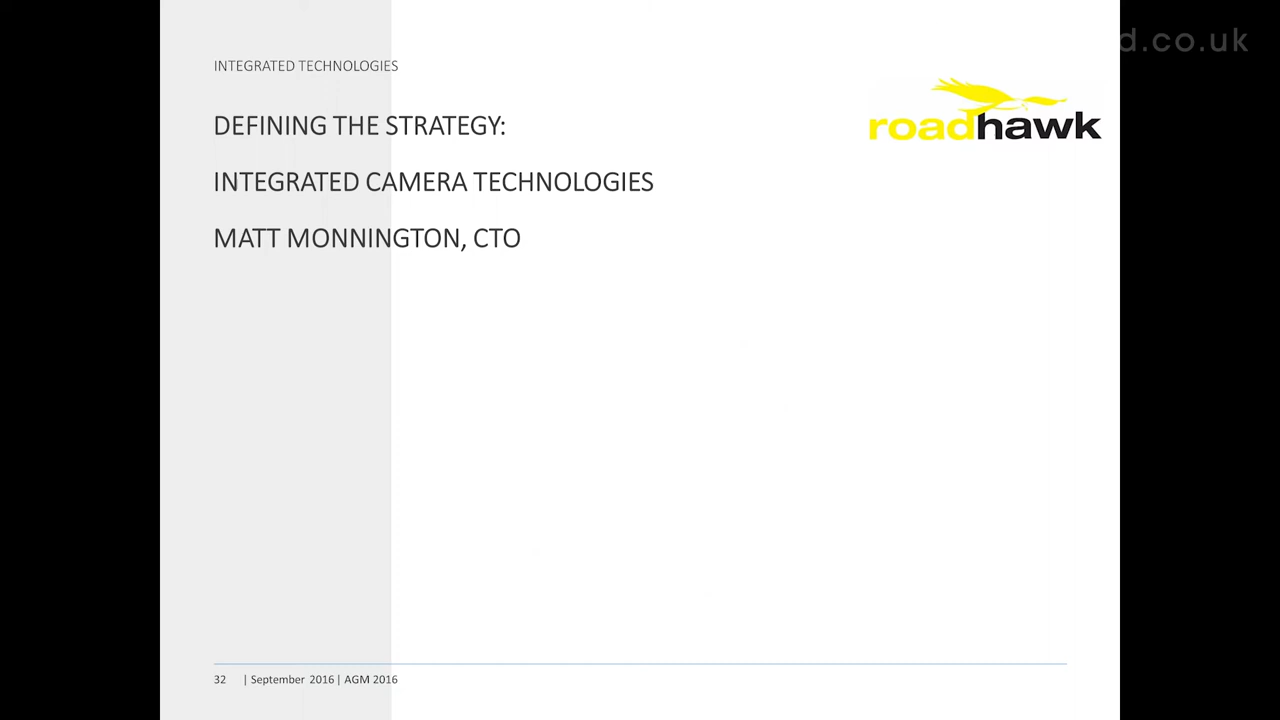 d.co.uk
INTEGRATED TECHNOLOGIES
roadhawk
DEFINING THE STRATEGY:
INTEGRATED CAMERA TECHNOLOGIES
MATT MONNINGTON, CTO
32 | September 2016 | AGM 2016